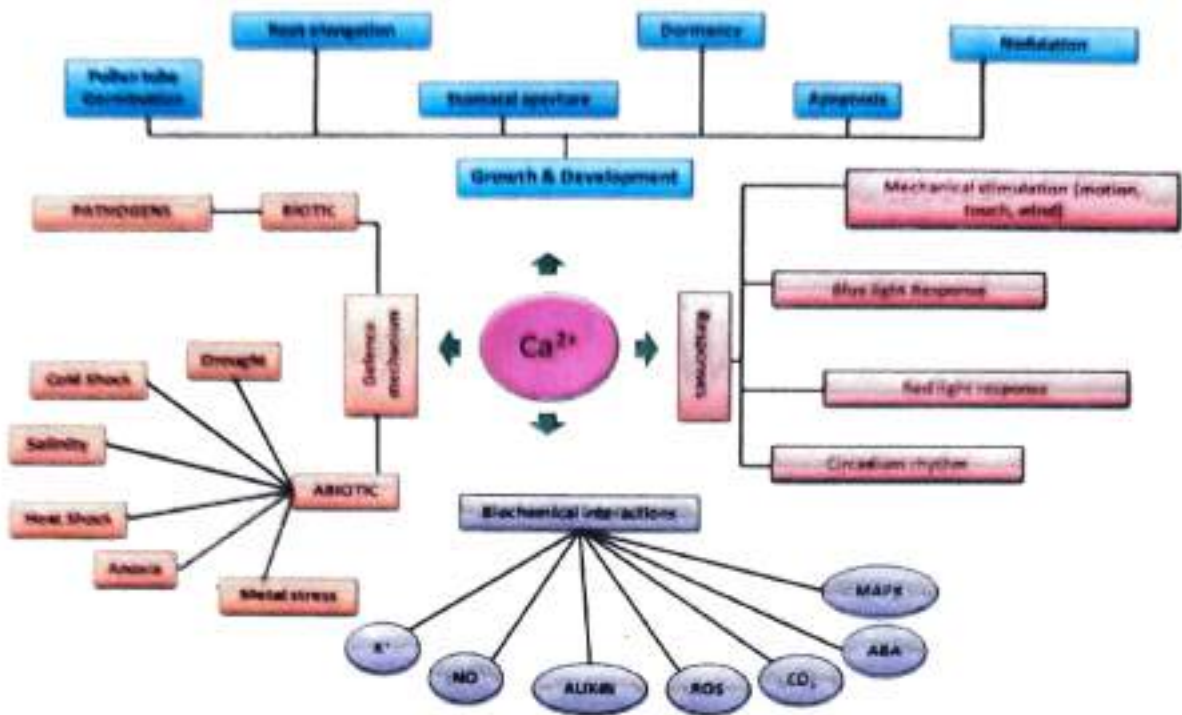 Root elongation
Dormancy
Nodulation
Pollen tube
Germination
Stomatal aperture
Apoptosis
Growth & Development
Mechanical stimulation (motion,
touch, wind)
PATHOGENS
BIOTIC
Blue light Response
Defence
mechanism
Ca²⁺
Responses
Drought
Cold Shock
Red light response
Salinity
Circadium rhythm
ABIOTIC
Heat Shock
Biochemical interactions
Anoxia
Metal stress
MAPK
K⁺
ABA
NO
AUXIN
ROS
CO₂